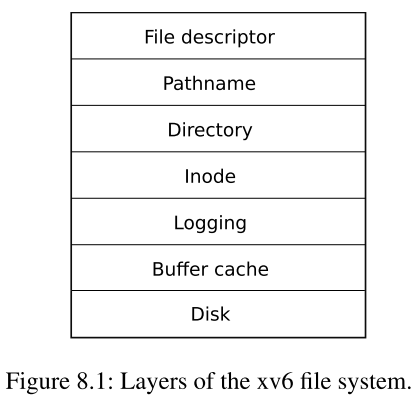 File descriptor
Pathname
Directory
Inode
Logging
Buffer cache
Disk
Figure 8.1: Layers of the xv6 file system.